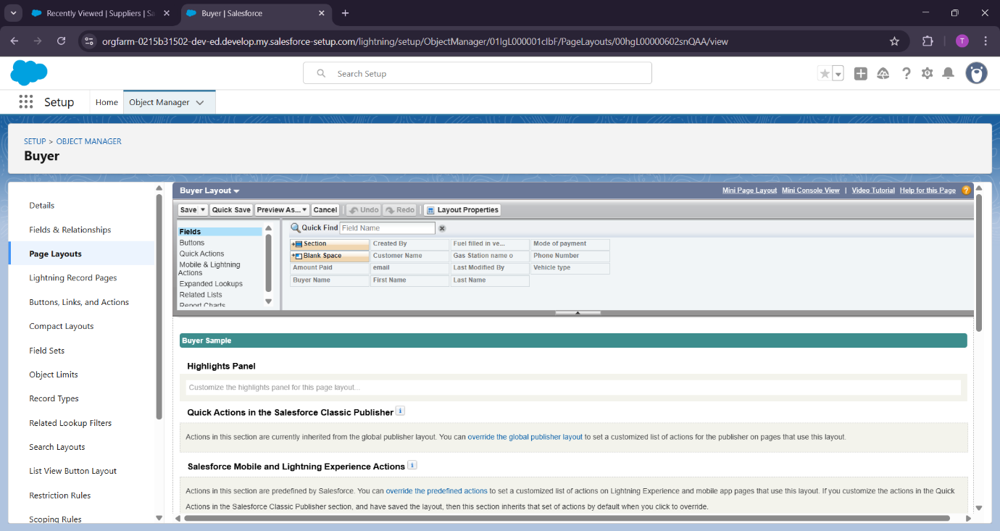 Recently Viewed | Suppliers | Sa
Buyer | Salesforce
orgfarm-0215b31502-dev-ed.develop.my.salesforce-setup.com/lightning/setup/ObjectManager/01IgL000001cIbF/PageLayouts/00hgL00000602snQAA/view
T
Search Setup
Setup
Home
Object Manager
SETUP > OBJECT MANAGER
Buyer
Details
Fields & Relationships
Page Layouts
Lightning Record Pages
Buttons, Links, and Actions
Compact Layouts
Field Sets
Object Limits
Record Types
Related Lookup Filters
Search Layouts
List View Button Layout
Restriction Rules
Scoping Rules
Buyer Layout
Mini Page Layout Mini Console View | Video Tutorial Help for this Page ?
Save Quick Save Preview As... Cancel Undo Redo Layout Properties
Fields
Buttons
Quick Actions
Mobile & Lightning
Actions
Expanded Lookups
Related Lists
Report Charts
Quick Find Field Name
Section Created By Fuel filled in ve... Mode of payment
Blank Space Customer Name Gas Station name o Phone Number
Amount Paid email Last Modified By Vehicle type
Buyer Name First Name Last Name
Buyer Sample
Highlights Panel
Customize the highlights panel for this page layout...
Quick Actions in the Salesforce Classic Publisher i
Actions in this section are currently inherited from the global publisher layout. You can override the global publisher layout to set a customized list of actions for the publisher on pages that use this layout.
Salesforce Mobile and Lightning Experience Actions i
Actions in this section are predefined by Salesforce. You can override the predefined actions to set a customized list of actions on Lightning Experience and mobile app pages that use this layout. If you customize the actions in the Quick
Actions in the Salesforce Classic Publisher section, and have saved the layout, then this section inherits that set of actions by default when you click to override.